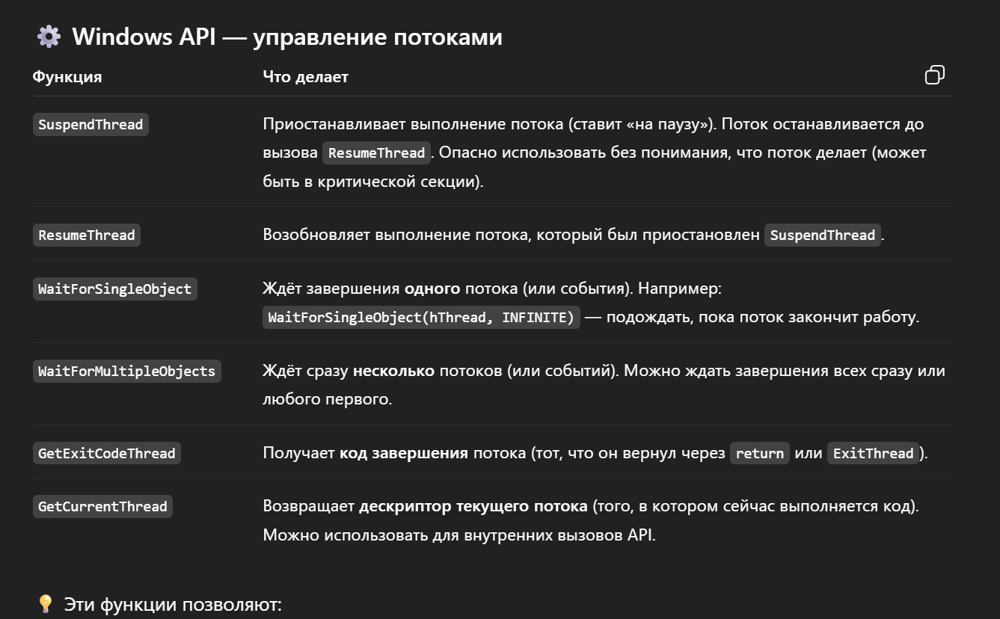 ⚙️ Windows API — управление потоками
Функция Что делает
SuspendThread Приостанавливает выполнение потока (ставит «на паузу»). Поток останавливается до
вызова ResumeThread. Опасно использовать без понимания, что поток делает (может
быть в критической секции).
ResumeThread Возобновляет выполнение потока, который был приостановлен SuspendThread.
WaitForSingleObject Ждёт завершения одного потока (или события). Например:
WaitForSingleObject(hThread, INFINITE) — подождать, пока поток закончит работу.
WaitForMultipleObjects Ждёт сразу несколько потоков (или событий). Можно ждать завершения всех сразу или
любого первого.
GetExitCodeThread Получает код завершения потока (тот, что он вернул через return или ExitThread).
GetCurrentThread Возвращает дескриптор текущего потока (того, в котором сейчас выполняется код).
Можно использовать для внутренних вызовов API.
💡 Эти функции позволяют: